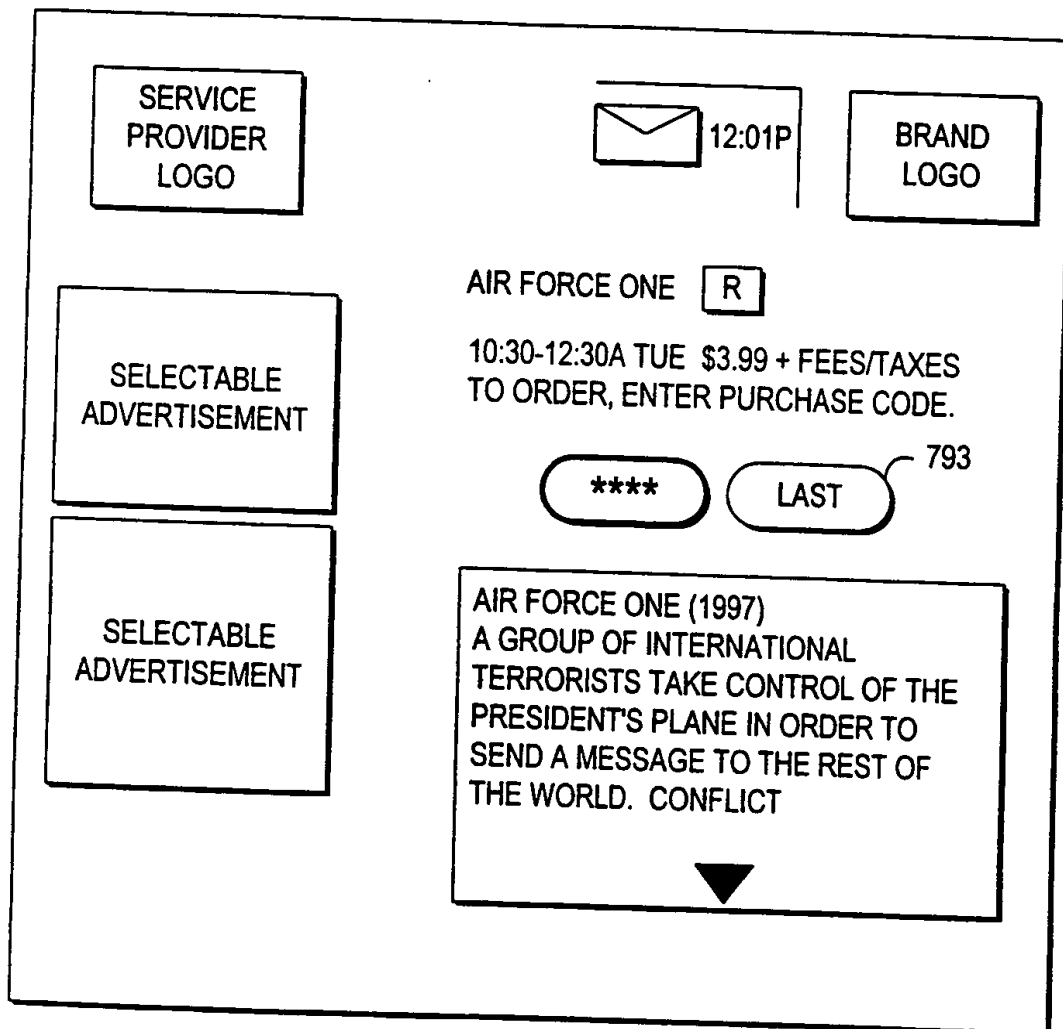 SERVICE
PROVIDER
LOGO
12:01P
BRAND
LOGO
SELECTABLE
ADVERTISEMENT
SELECTABLE
ADVERTISEMENT
AIR FORCE ONE R
10:30-12:30A TUE $3.99 + FEES/TAXES
TO ORDER, ENTER PURCHASE CODE.
793
**** LAST
AIR FORCE ONE (1997)
A GROUP OF INTERNATIONAL
TERRORISTS TAKE CONTROL OF THE
PRESIDENT'S PLANE IN ORDER TO
SEND A MESSAGE TO THE REST OF
THE WORLD. CONFLICT